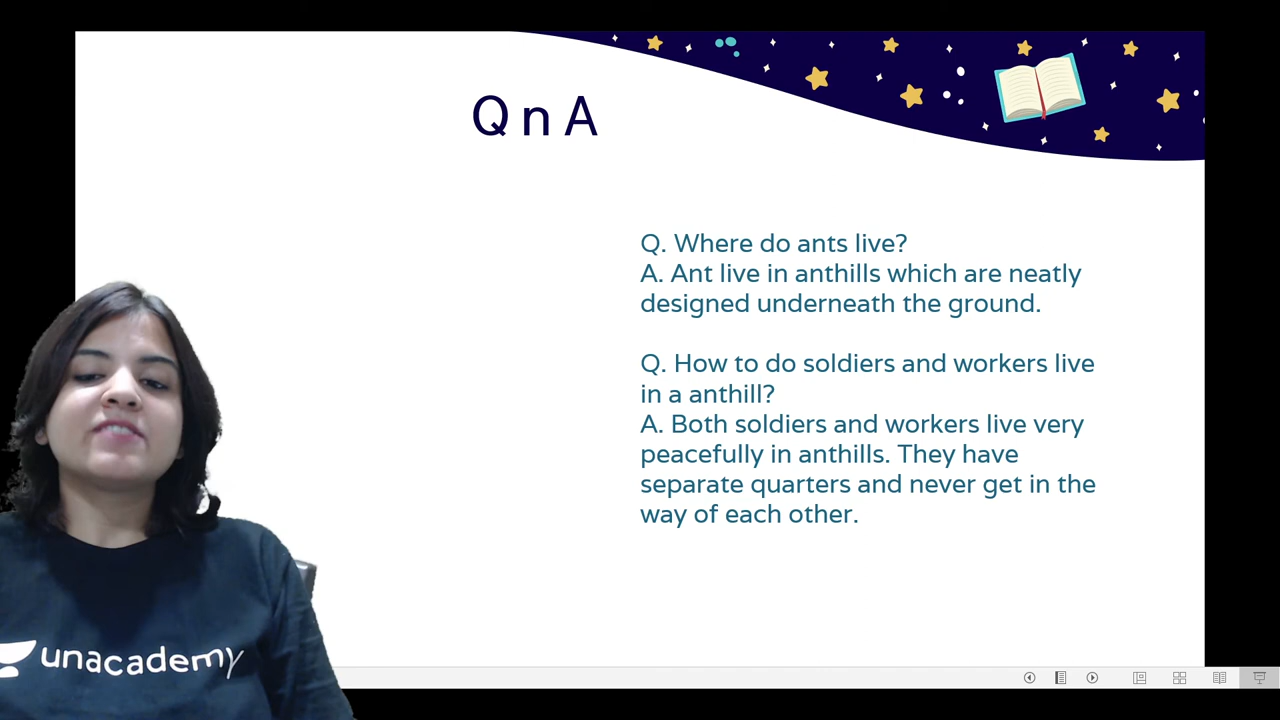 QnA
Q. Where do ants live?
A. Ant live in anthills which are neatly
designed underneath the ground.
Q. How to do soldiers and workers live
in a anthill?
A. Both soldiers and workers live very
peacefully in anthills. They have
separate quarters and never get in the
way of each other.
unacademy